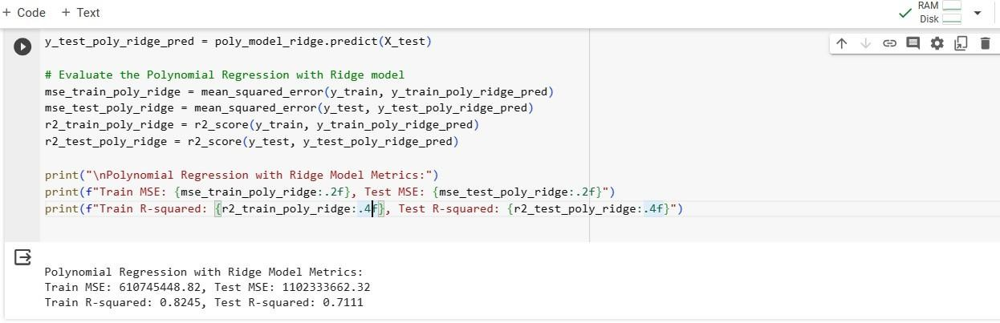 + Code + Text
RAM
Disk
y_test_poly_ridge_pred = poly_model_ridge.predict(X_test)
# Evaluate the Polynomial Regression with Ridge model
mse_train_poly_ridge = mean_squared_error(y_train, y_train_poly_ridge_pred)
mse_test_poly_ridge = mean_squared_error(y_test, y_test_poly_ridge_pred)
r2_train_poly_ridge = r2_score(y_train, y_train_poly_ridge_pred)
r2_test_poly_ridge = r2_score(y_test, y_test_poly_ridge_pred)
print("\nPolynomial Regression with Ridge Model Metrics:")
print(f"Train MSE: {mse_train_poly_ridge:.2f}, Test MSE: {mse_test_poly_ridge:.2f}")
print(f"Train R-squared: {r2_train_poly_ridge:.4f}, Test R-squared: {r2_test_poly_ridge:.4f}")
Polynomial Regression with Ridge Model Metrics:
Train MSE: 610745448.82, Test MSE: 1102333662.32
Train R-squared: 0.8245, Test R-squared: 0.7111